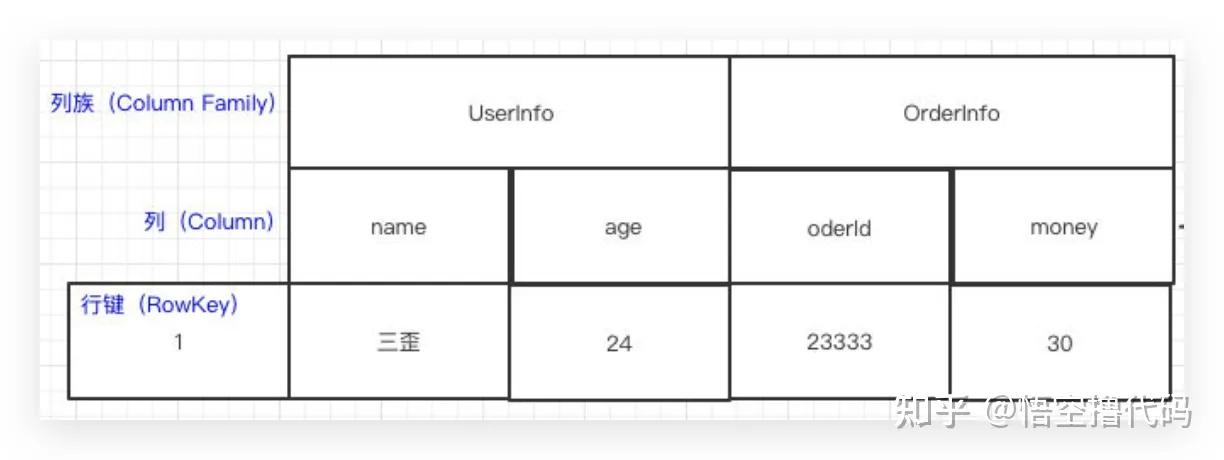 列族（Column Family）
UserInfo
OrderInfo
列（Column）
name
age
oderId
money
行键（RowKey）
1
三歪
24
23333
30
知乎 @悟空撸代码